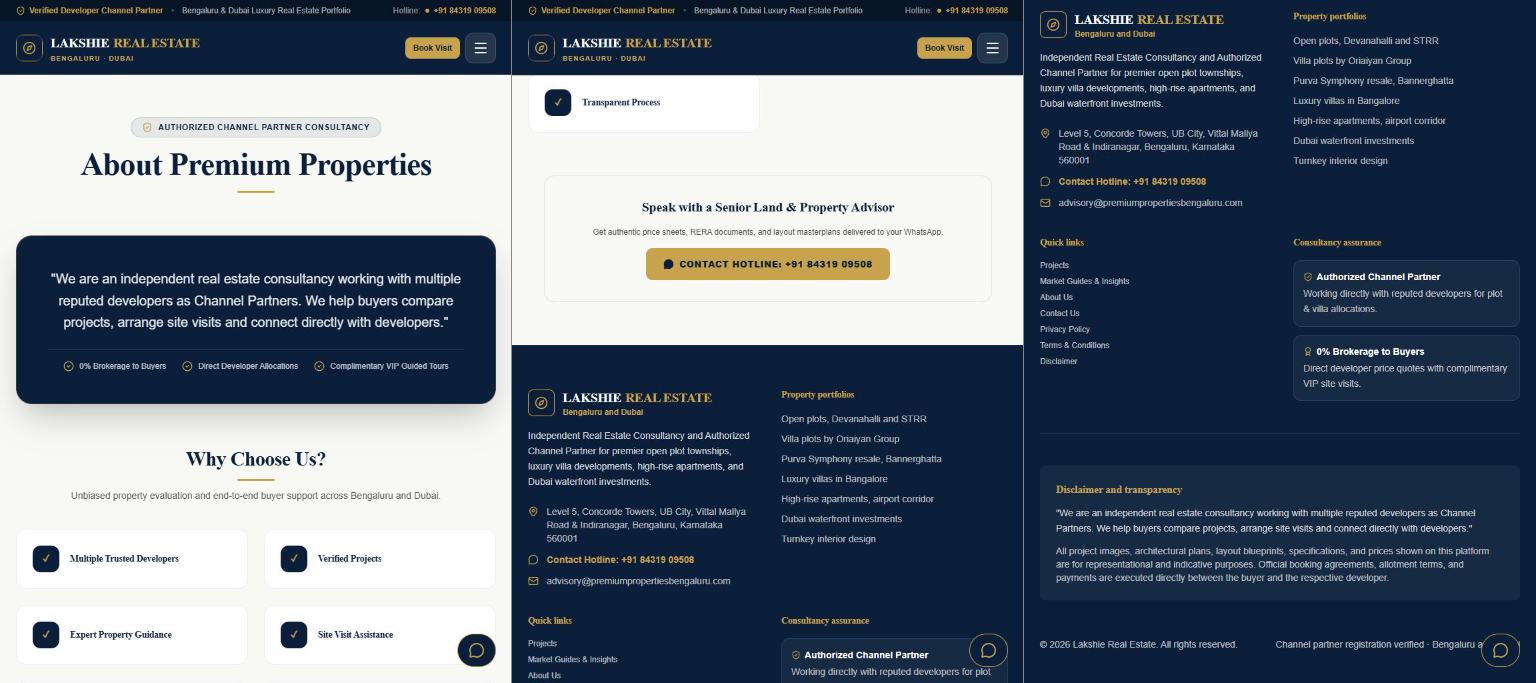 Verified Developer Channel Partner • Bengaluru & Dubai Luxury Real Estate Portfolio Hotline: • +91 84319 09508
LAKSHIE REAL ESTATE
BENGALURU · DUBAI
Book Visit
AUTHORIZED CHANNEL PARTNER CONSULTANCY
About Premium Properties
"We are an independent real estate consultancy working with multiple
reputed developers as Channel Partners. We help buyers compare
projects, arrange site visits and connect directly with developers."
0% Brokerage to Buyers Direct Developer Allocations Complimentary VIP Guided Tours
Why Choose Us?
Unbiased property evaluation and end-to-end buyer support across Bengaluru and Dubai.
Multiple Trusted Developers
Verified Projects
Expert Property Guidance
Site Visit Assistance
Verified Developer Channel Partner • Bengaluru & Dubai Luxury Real Estate Portfolio Hotline: • +91 84319 09508
LAKSHIE REAL ESTATE
BENGALURU · DUBAI
Book Visit
Transparent Process
Speak with a Senior Land & Property Advisor
Get authentic price sheets, RERA documents, and layout masterplans delivered to your WhatsApp.
CONTACT HOTLINE: +91 84319 09508
LAKSHIE REAL ESTATE
Bengaluru and Dubai
Independent Real Estate Consultancy and Authorized
Channel Partner for premier open plot townships,
luxury villa developments, high-rise apartments, and
Dubai waterfront investments.
Level 5, Concorde Towers, UB City, Vittal Mallya
Road & Indiranagar, Bengaluru, Karnataka
560001
Contact Hotline: +91 84319 09508
advisory@premiumpropertiesbengaluru.com
Property portfolios
Open plots, Devanahalli and STRR
Villa plots by Oriaiyan Group
Purva Symphony resale, Bannerghatta
Luxury villas in Bangalore
High-rise apartments, airport corridor
Dubai waterfront investments
Turnkey interior design
Quick links
Projects
Market Guides & Insights
About Us
Consultancy assurance
Authorized Channel Partner
Working directly with reputed developers for plot
LAKSHIE REAL ESTATE
Bengaluru and Dubai
Independent Real Estate Consultancy and Authorized
Channel Partner for premier open plot townships,
luxury villa developments, high-rise apartments, and
Dubai waterfront investments.
Level 5, Concorde Towers, UB City, Vittal Mallya
Road & Indiranagar, Bengaluru, Karnataka
560001
Contact Hotline: +91 84319 09508
advisory@premiumpropertiesbengaluru.com
Property portfolios
Open plots, Devanahalli and STRR
Villa plots by Oriaiyan Group
Purva Symphony resale, Bannerghatta
Luxury villas in Bangalore
High-rise apartments, airport corridor
Dubai waterfront investments
Turnkey interior design
Quick links
Projects
Market Guides & Insights
About Us
Contact Us
Privacy Policy
Terms & Conditions
Disclaimer
Consultancy assurance
Authorized Channel Partner
Working directly with reputed developers for plot
& villa allocations.
0% Brokerage to Buyers
Direct developer price quotes with complimentary
VIP site visits.
Disclaimer and transparency
"We are an independent real estate consultancy working with multiple reputed developers as Channel
Partners. We help buyers compare projects, arrange site visits and connect directly with developers."
All project images, architectural plans, layout blueprints, specifications, and prices shown on this platform
are for representational and indicative purposes. Official booking agreements, allotment terms, and
payments are executed directly between the buyer and the respective developer.
© 2026 Lakshie Real Estate. All rights reserved.
Channel partner registration verified · Bengaluru